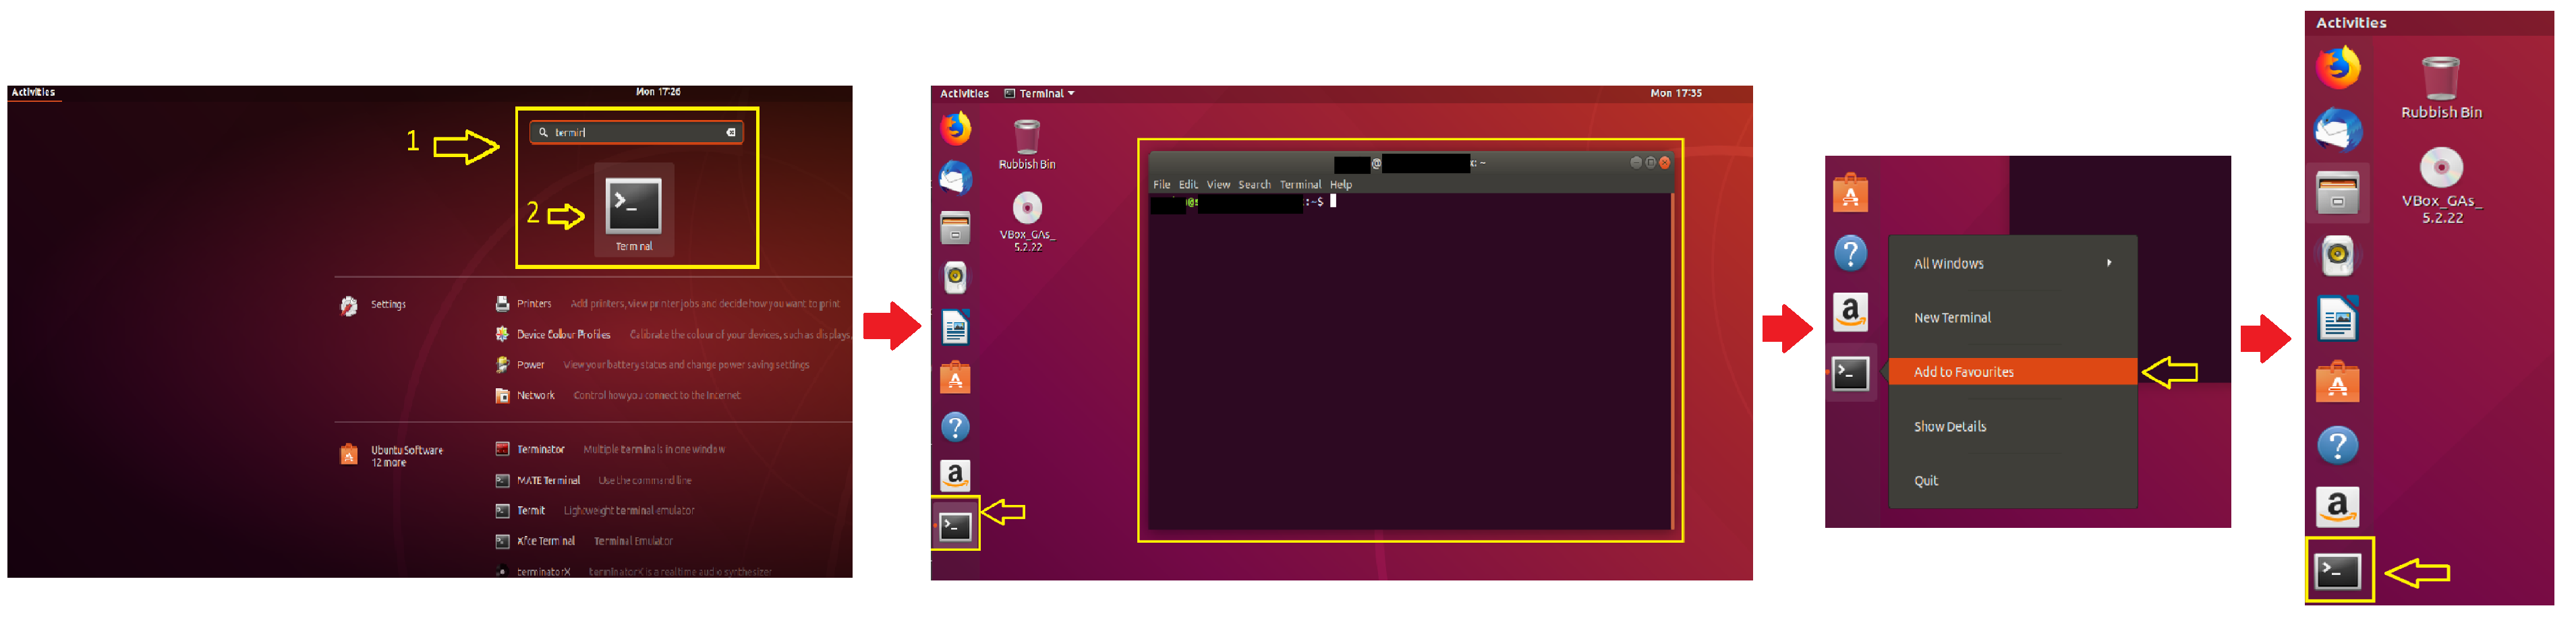 Activities
Mon 17:26
1
termin
2
Terminal
Settings
Printers Add printers, view printer jobs and decide how you want to print
Device Colour Profiles Calibrate the colour of your devices, such as displays,
Power View your battery status and change power saving settings
Network Control how you connect to the Internet
Ubuntu Software
12 more
Terminator Multiple terminals in one window
MATE Terminal Use the command line
Termit Lightweight terminal emulator
Xfce Terminal Terminal Emulator
terminatorX terminatorX is a realtime audio synthesizer
Activities Terminal
Mon 17:35
Rubbish Bin
VBox_GAs_
5.2.22
@ : ~
File Edit View Search Terminal Help
@s :~$
All Windows
New Terminal
Add to Favourites
Show Details
Quit
Activities
Rubbish Bin
VBox_GAs_
5.2.22